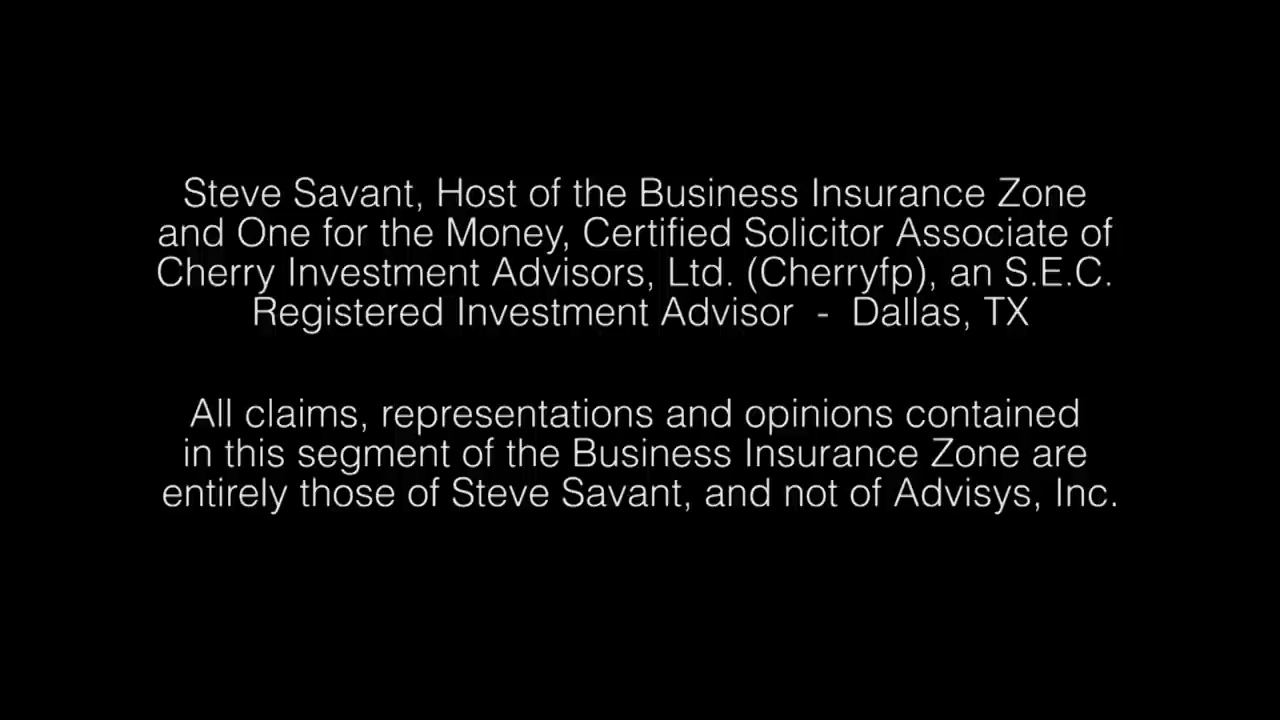 Steve Savant, Host of the Business Insurance Zone
and One for the Money, Certified Solicitor Associate of
Cherry Investment Advisors, Ltd. (Cherryfp), an S.E.C.
Registered Investment Advisor - Dallas, TX
All claims, representations and opinions contained
in this segment of the Business Insurance Zone are
entirely those of Steve Savant, and not of Advisys, Inc.